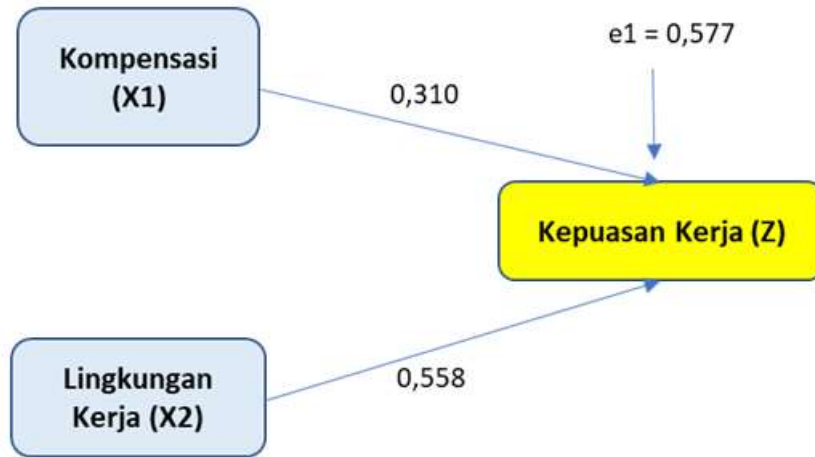 Kompensasi
(X1)
e1 = 0,577
0,310
Kepuasan Kerja (Z)
Lingkungan
Kerja (X2)
0,558